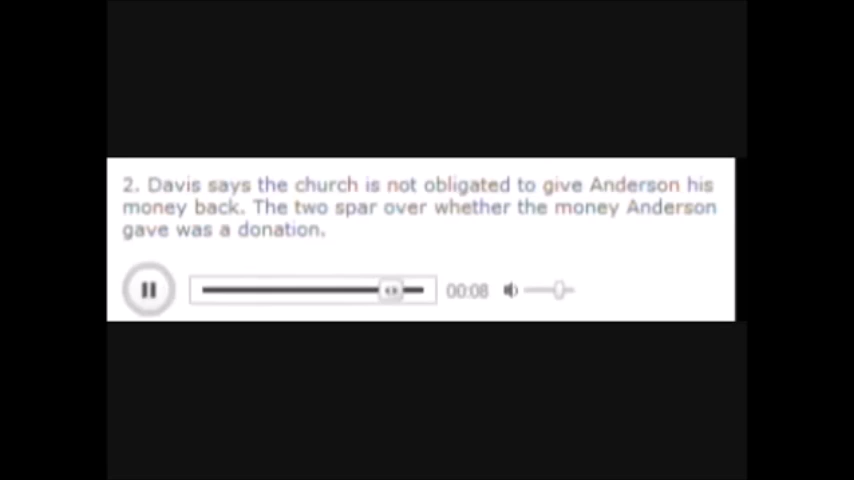 2. Davis says the church is not obligated to give Anderson his
money back. The two spar over whether the money Anderson
gave was a donation.
00:08